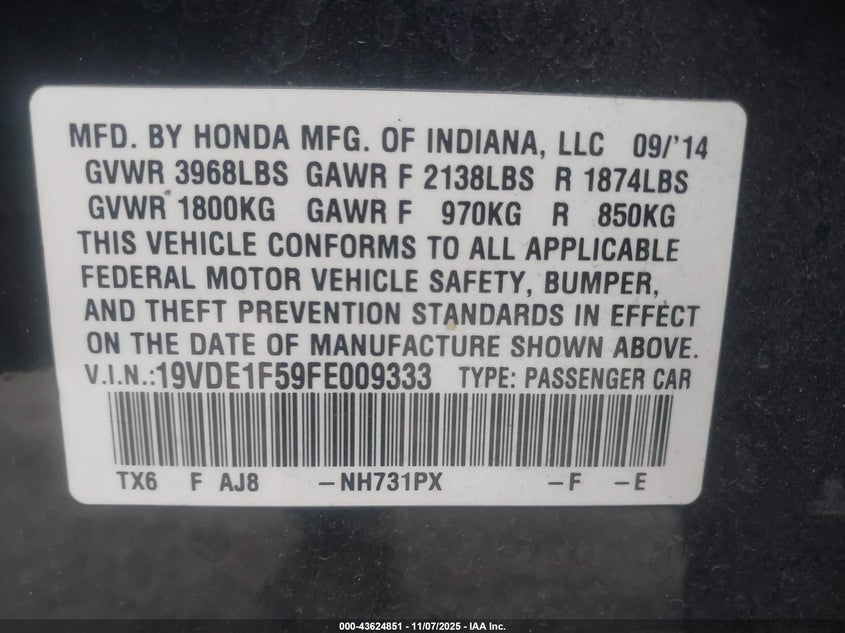 MFD. BY HONDA MFG. OF INDIANA, LLC 09/'14
GVWR 3968LBS GAWR F 2138LBS R 1874LBS
GVWR 1800KG GAWR F 970KG R 850KG
THIS VEHICLE CONFORMS TO ALL APPLICABLE
FEDERAL MOTOR VEHICLE SAFETY, BUMPER,
AND THEFT PREVENTION STANDARDS IN EFFECT
ON THE DATE OF MANUFACTURE SHOWN ABOVE.
V.I.N.:19VDE1F59FE009333 TYPE: PASSENGER CAR
TX6 F AJ8 –NH731PX –F –E
000-43624851 - 11/07/2025 - IAA Inc.